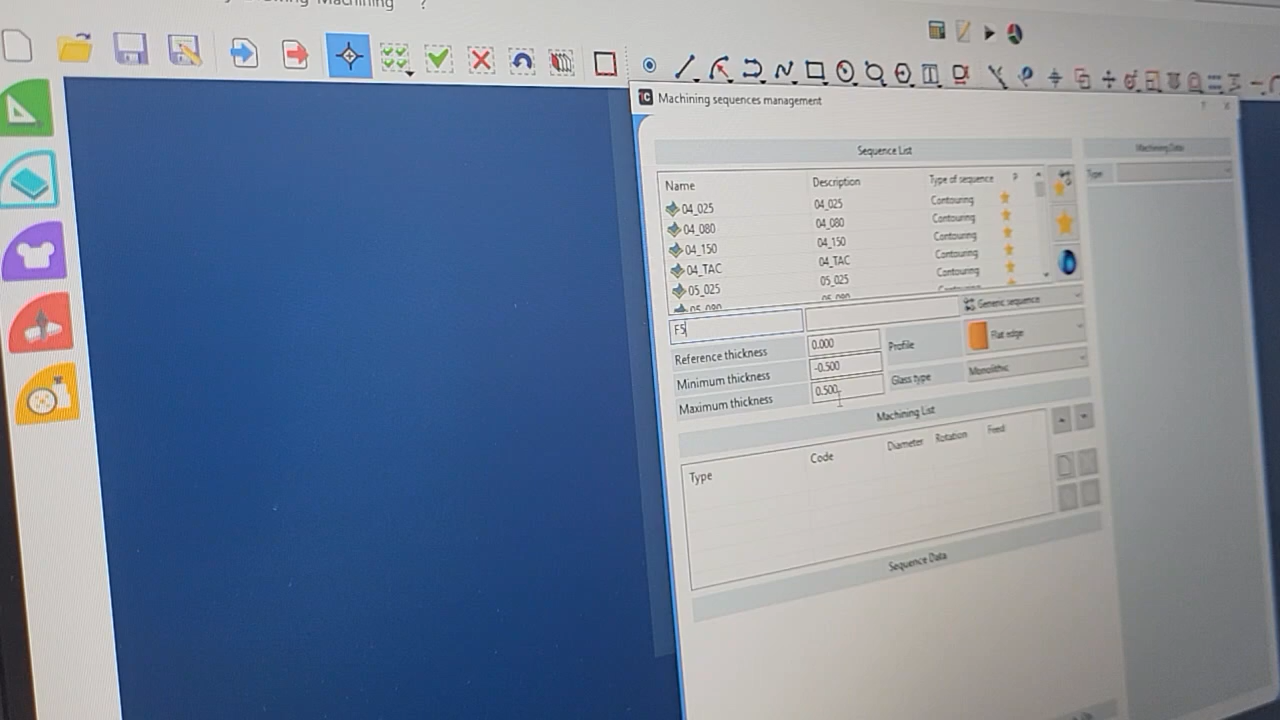 Machining ?
Machining sequences management
? X
Sequence List
Machining Data
Name Description Type of sequence P
Type
04_025 04_025 Contouring
04_080 04_080 Contouring
04_150 04_150 Contouring
04_TAC 04_TAC Contouring
05_025 05_025 Contouring
05_080 05_080
F5 Generic sequence
Reference thickness 0.000 Profile Flat edge
Minimum thickness -0.500
Maximum thickness 0.500 Glass type Monolithic
Machining List
Type Code Diameter Rotation Feed
Sequence Data